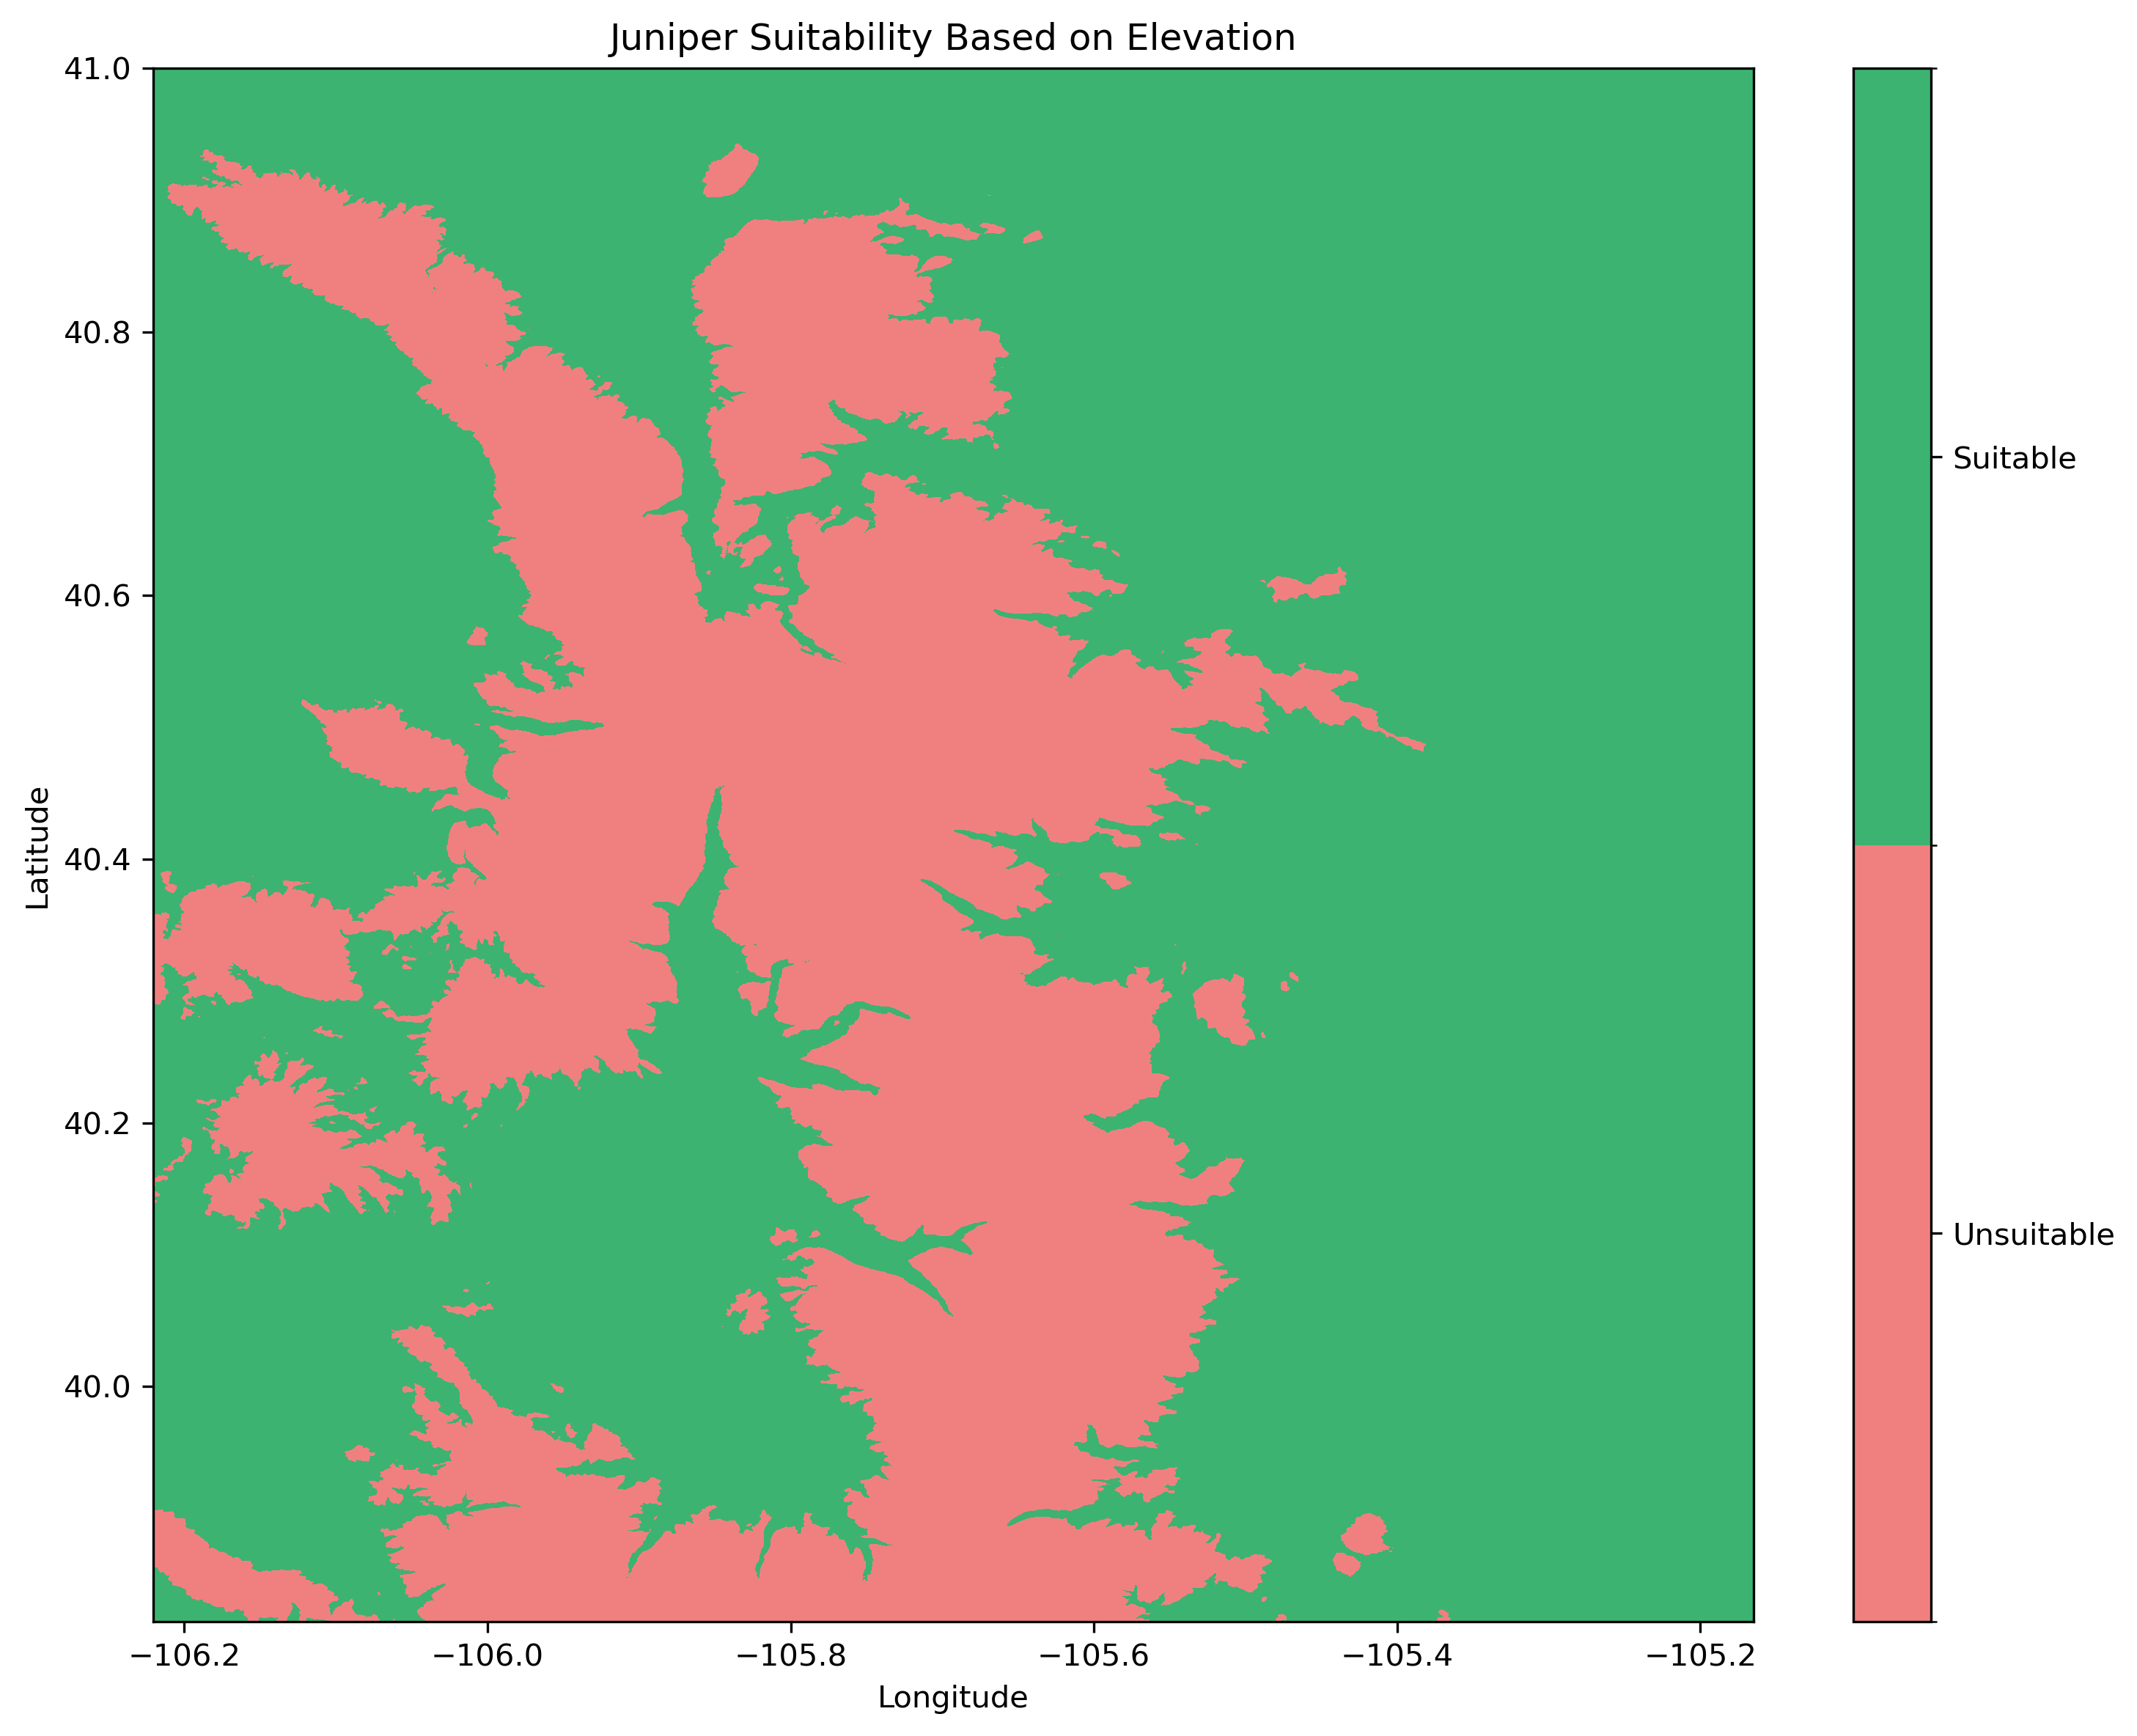 Juniper Suitability Based on Elevation
41.0
40.8
40.6
40.4
40.2
40.0
Latitude
−106.2
−106.0
−105.8
−105.6
−105.4
−105.2
Longitude
Suitable
Unsuitable